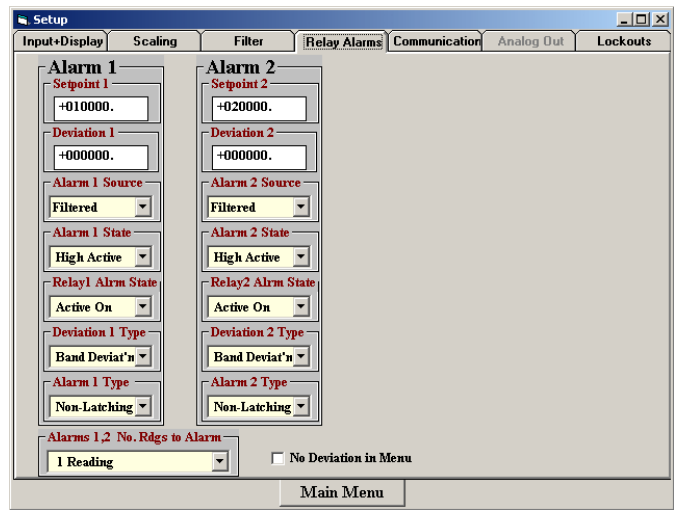 Setup
Input+Display Scaling Filter Relay Alarms Communication Analog Out Lockouts
Alarm 1 Alarm 2
Setpoint 1 Setpoint 2
+010000. +020000.
Deviation 1 Deviation 2
+000000. +000000.
Alarm 1 Source Alarm 2 Source
Filtered Filtered
Alarm 1 State Alarm 2 State
High Active High Active
Relay1 Alrm State Relay2 Alrm State
Active On Active On
Deviation 1 Type Deviation 2 Type
Band Deviat'n Band Deviat'n
Alarm 1 Type Alarm 2 Type
Non-Latching Non-Latching
Alarms 1,2 No. Rdgs to Alarm
1 Reading No Deviation in Menu
Main Menu